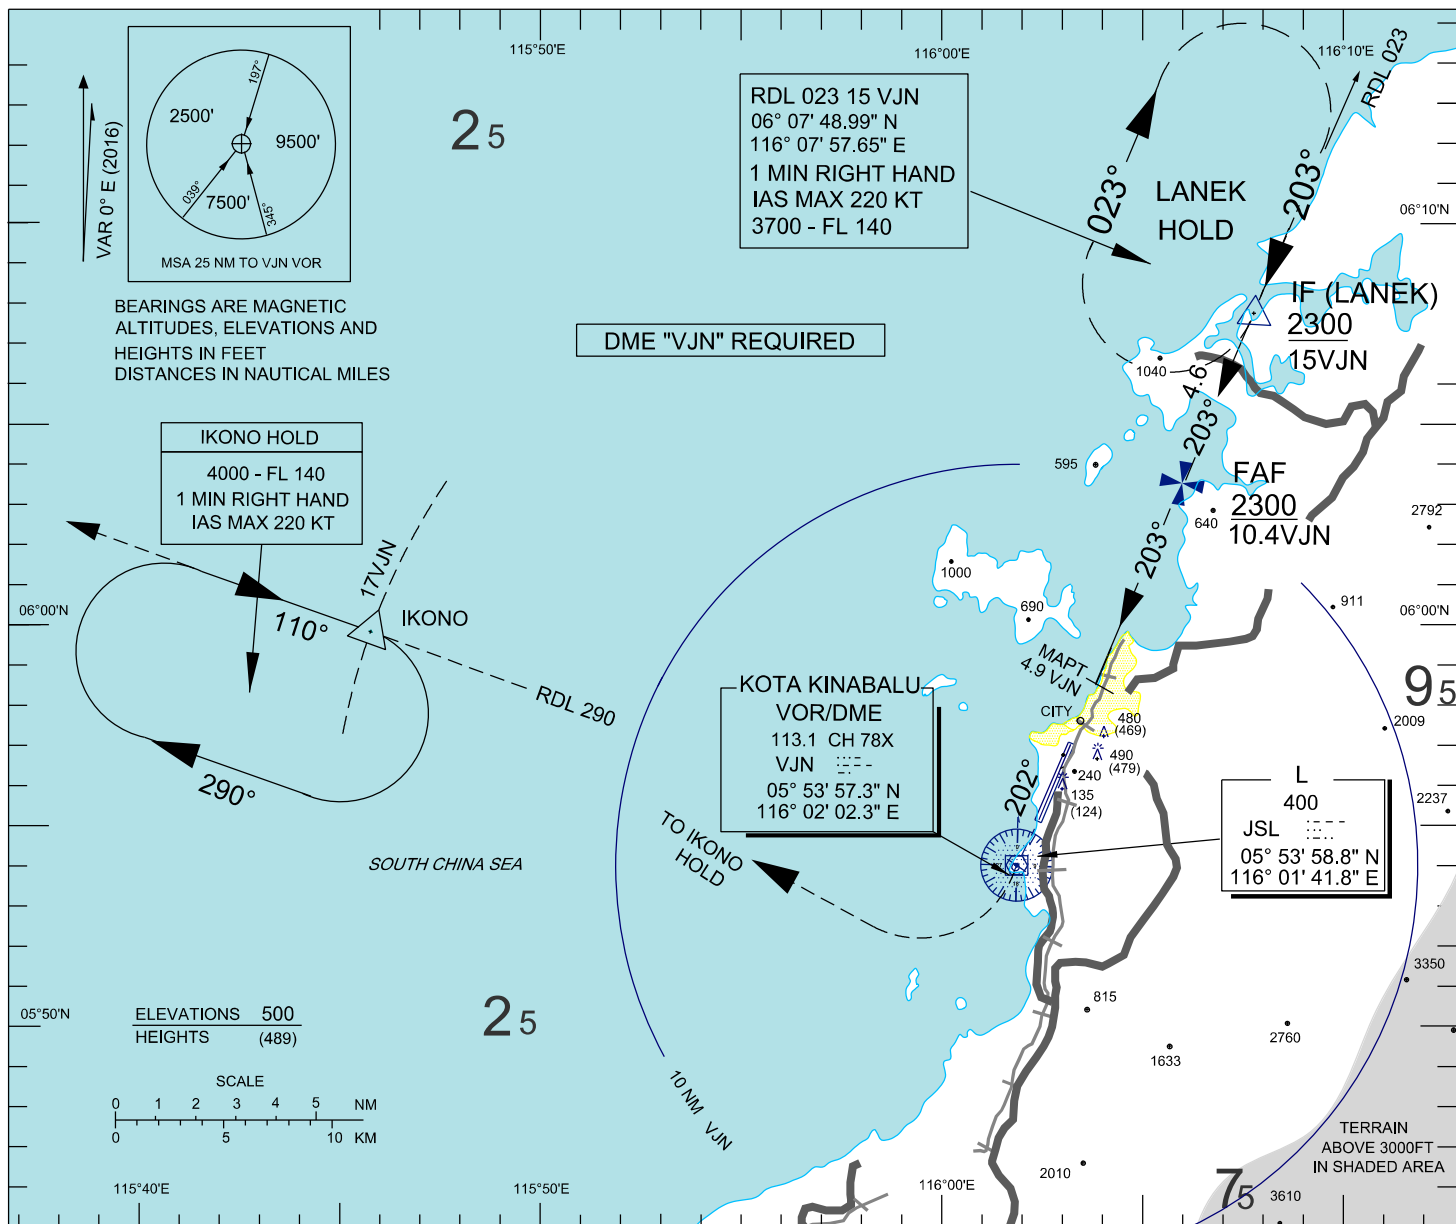 115°50'E
116°00'E
116°10'E
RDL 023
VAR 0° E (2016)
197°
2500'
9500'
039°
7500'
345°
MSA 25 NM TO VJN VOR
25
BEARINGS ARE MAGNETIC
ALTITUDES, ELEVATIONS AND
HEIGHTS IN FEET
DISTANCES IN NAUTICAL MILES
RDL 023 15 VJN
06° 07' 48.99" N
116° 07' 57.65" E
1 MIN RIGHT HAND
IAS MAX 220 KT
3700 - FL 140
023°
LANEK
HOLD
203°
06°10'N
06°10'N
IF (LANEK)
2300
15VJN
DME "VJN" REQUIRED
1040
4.6
203°
IKONO HOLD
4000 - FL 140
1 MIN RIGHT HAND
IAS MAX 220 KT
595
FAF
2300
10.4VJN
640
2792
203°
17VJN
IKONO
110°
RDL 290
290°
06°00'N
06°00'N
1000
690
911
MAPT
4.9 VJN
95
2009
KOTA KINABALU
VOR/DME
113.1 CH 78X
VJN
05° 53' 57.3" N
116° 02' 02.3" E
CITY
480
(469)
490
(479)
240
135
(124)
202°
L
400
JSL
05° 53' 58.8" N
116° 01' 41.8" E
2237
TO IKONO
HOLD
SOUTH CHINA SEA
3350
05°50'N
ELEVATIONS 500
HEIGHTS (489)
25
815
2760
1633
SCALE
0 1 2 3 4 5 NM
0 5 10 KM
10 NM VJN
TERRAIN
ABOVE 3000FT
IN SHADED AREA
2010
75
3610
115°40'E
115°50'E
116°00'E